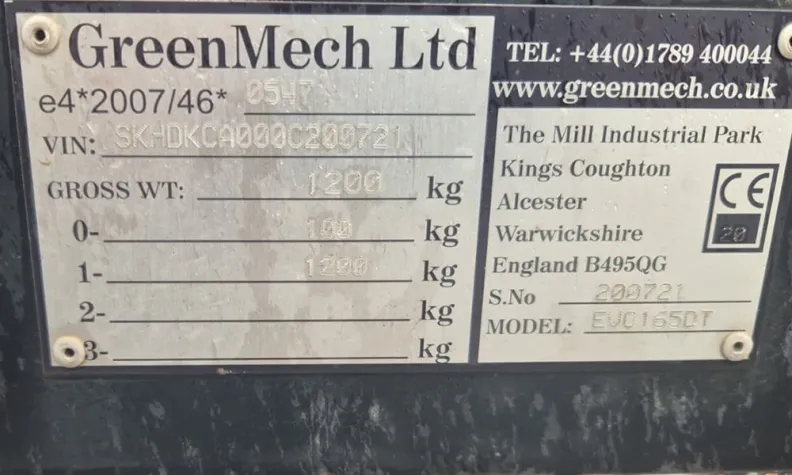 GreenMech Ltd
e4*2007/46* 05H7
VIN: SKHDKCA000C200721
GROSS WT: 1200 kg
0- 100 kg
1- 1200 kg
2- kg
3- kg
TEL: +44(0)1789 400044
www.greenmech.co.uk
The Mill Industrial Park
Kings Coughton
Alcester
Warwickshire
England B495QG
CE
20
S.No 200721
MODEL: EVO165DT